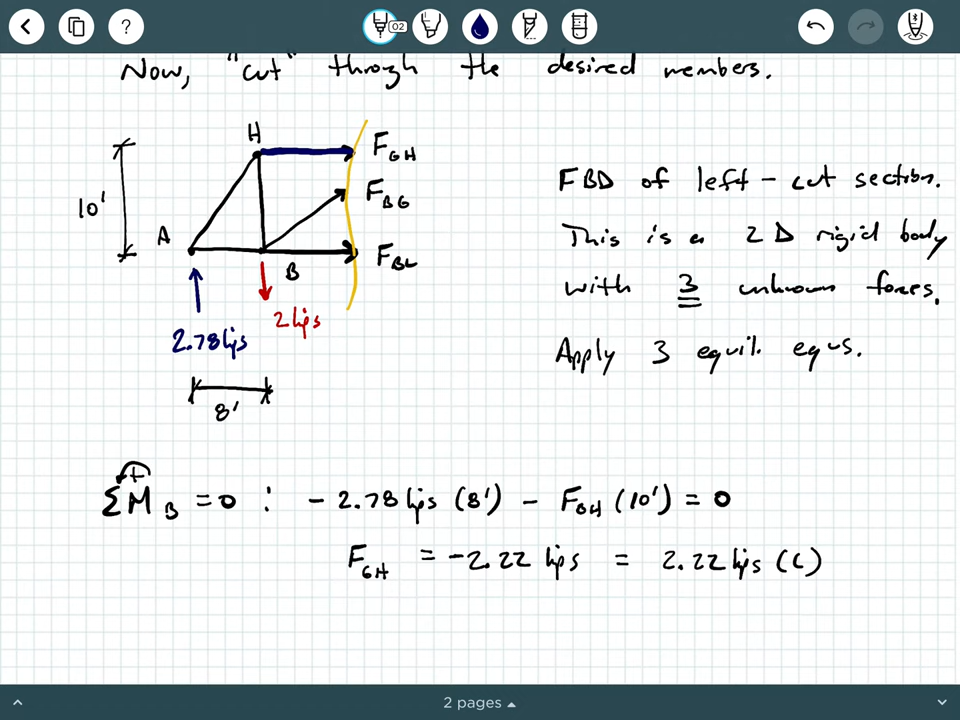 ?
02
Now, "cut" through the desired members.
H
F_GH
F_BG
10'
A
B
F_BC
2 kips
2.78 kips
8'
FBD of left-cut section.
This is a 2D rigid body
with 3 unknown forces.
Apply 3 equil. eqns.
+
ΣM_B = 0 : - 2.78 kips (8') - F_GH (10') = 0
F_GH = -2.22 kips = 2.22 kips (C)
2 pages